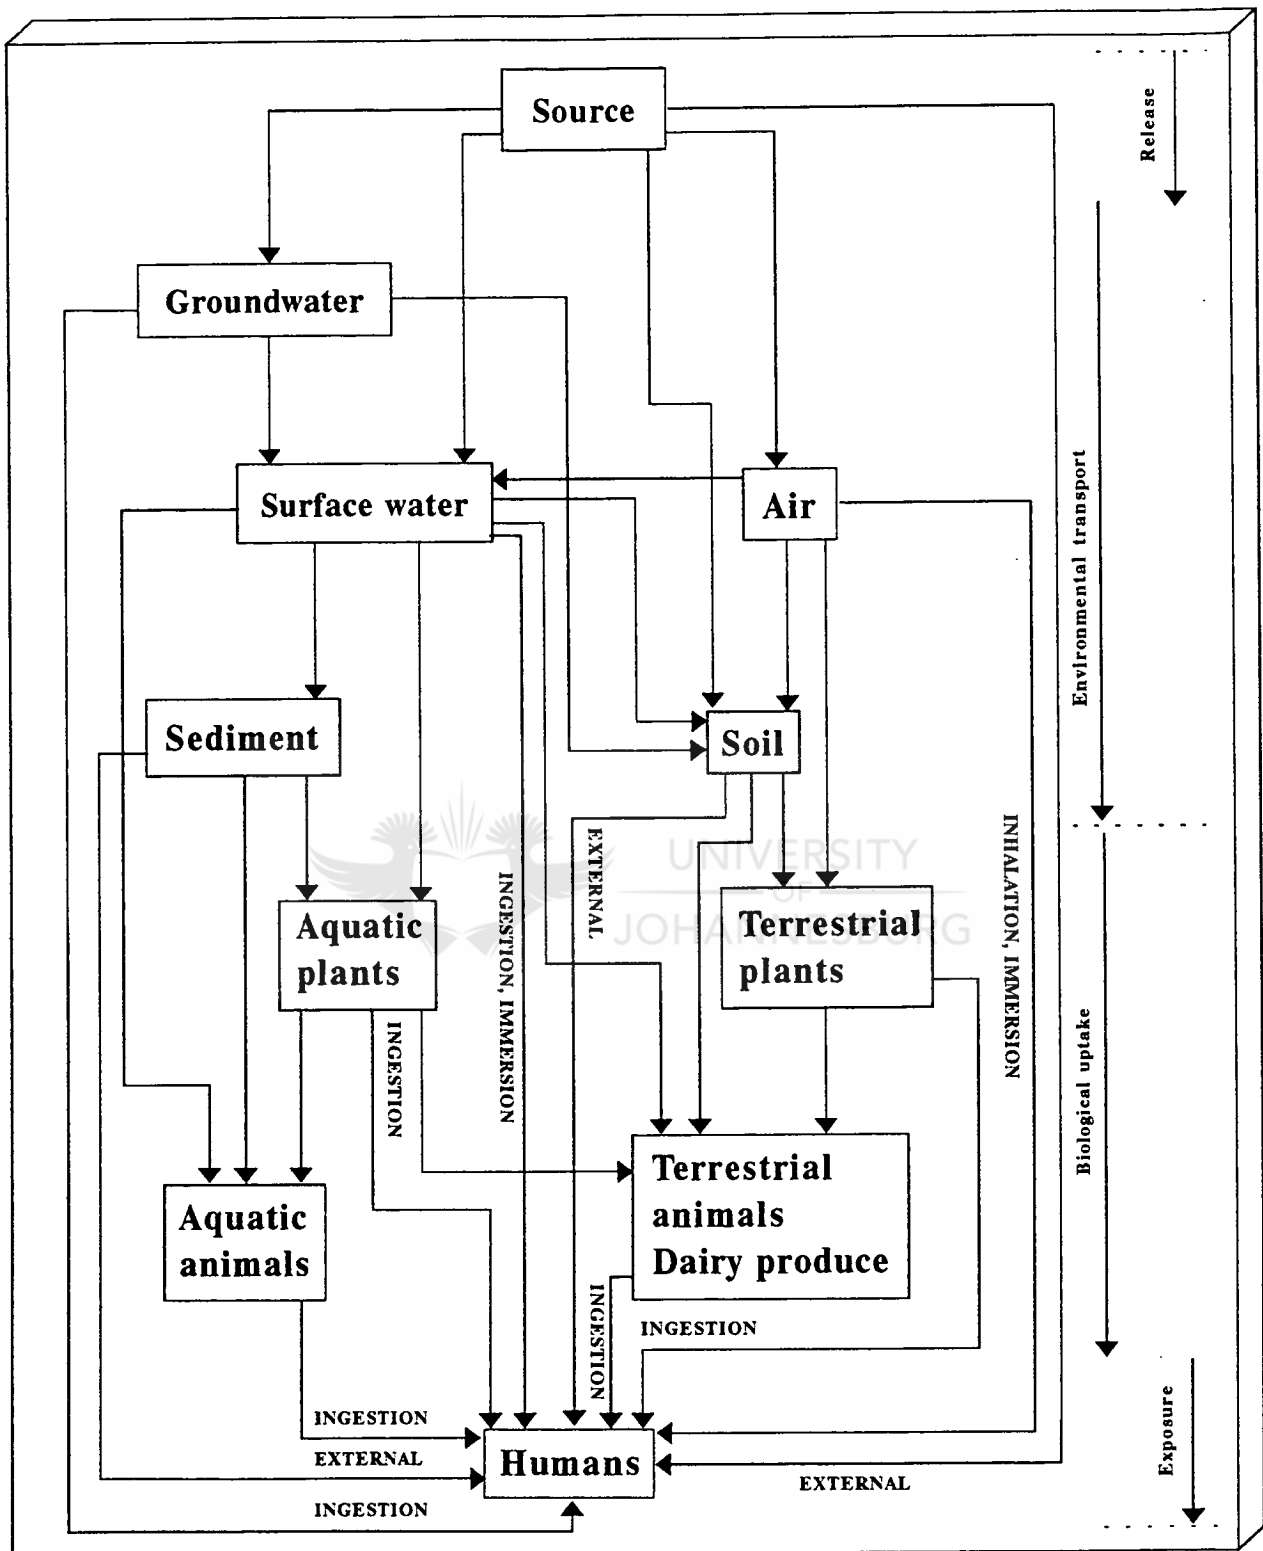 Source
Release
Groundwater
Surface water
Air
Environmental transport
Sediment
Soil
UNIVERSITY
OF
JOHANNESBURG
EXTERNAL
INGESTION, IMMERSION
INHALATION, IMMERSION
Aquatic
plants
Terrestrial
plants
INGESTION
Biological uptake
Terrestrial
animals
Dairy produce
Aquatic
animals
INGESTION
INGESTION
INGESTION
EXTERNAL
INGESTION
Humans
EXTERNAL
Exposure